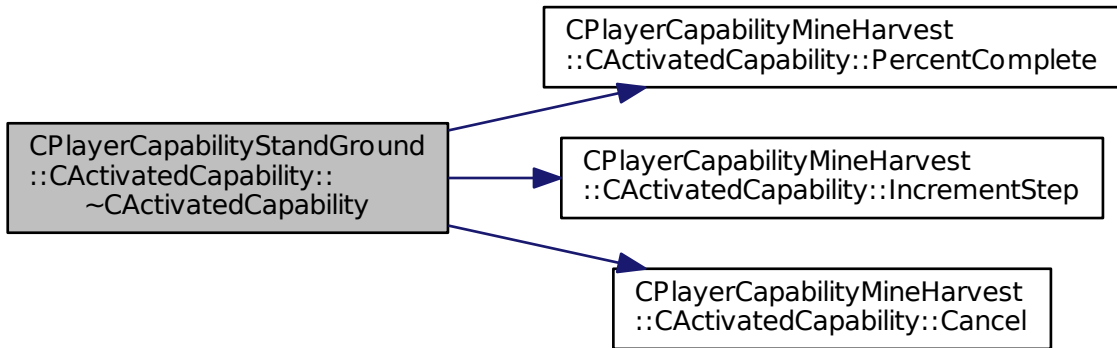 CPlayerCapabilityMineHarvest
::CActivatedCapability::PercentComplete
CPlayerCapabilityStandGround
::CActivatedCapability::
~CActivatedCapability
CPlayerCapabilityMineHarvest
::CActivatedCapability::IncrementStep
CPlayerCapabilityMineHarvest
::CActivatedCapability::Cancel